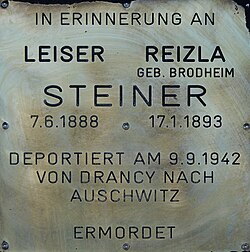 IN ERINNERUNG AN
LEISER REIZLA
GEB. BRODHEIM
STEINER
7.6.1888 17.1.1893
DEPORTIERT AM 9.9.1942
VON DRANCY NACH
AUSCHWITZ
ERMORDET